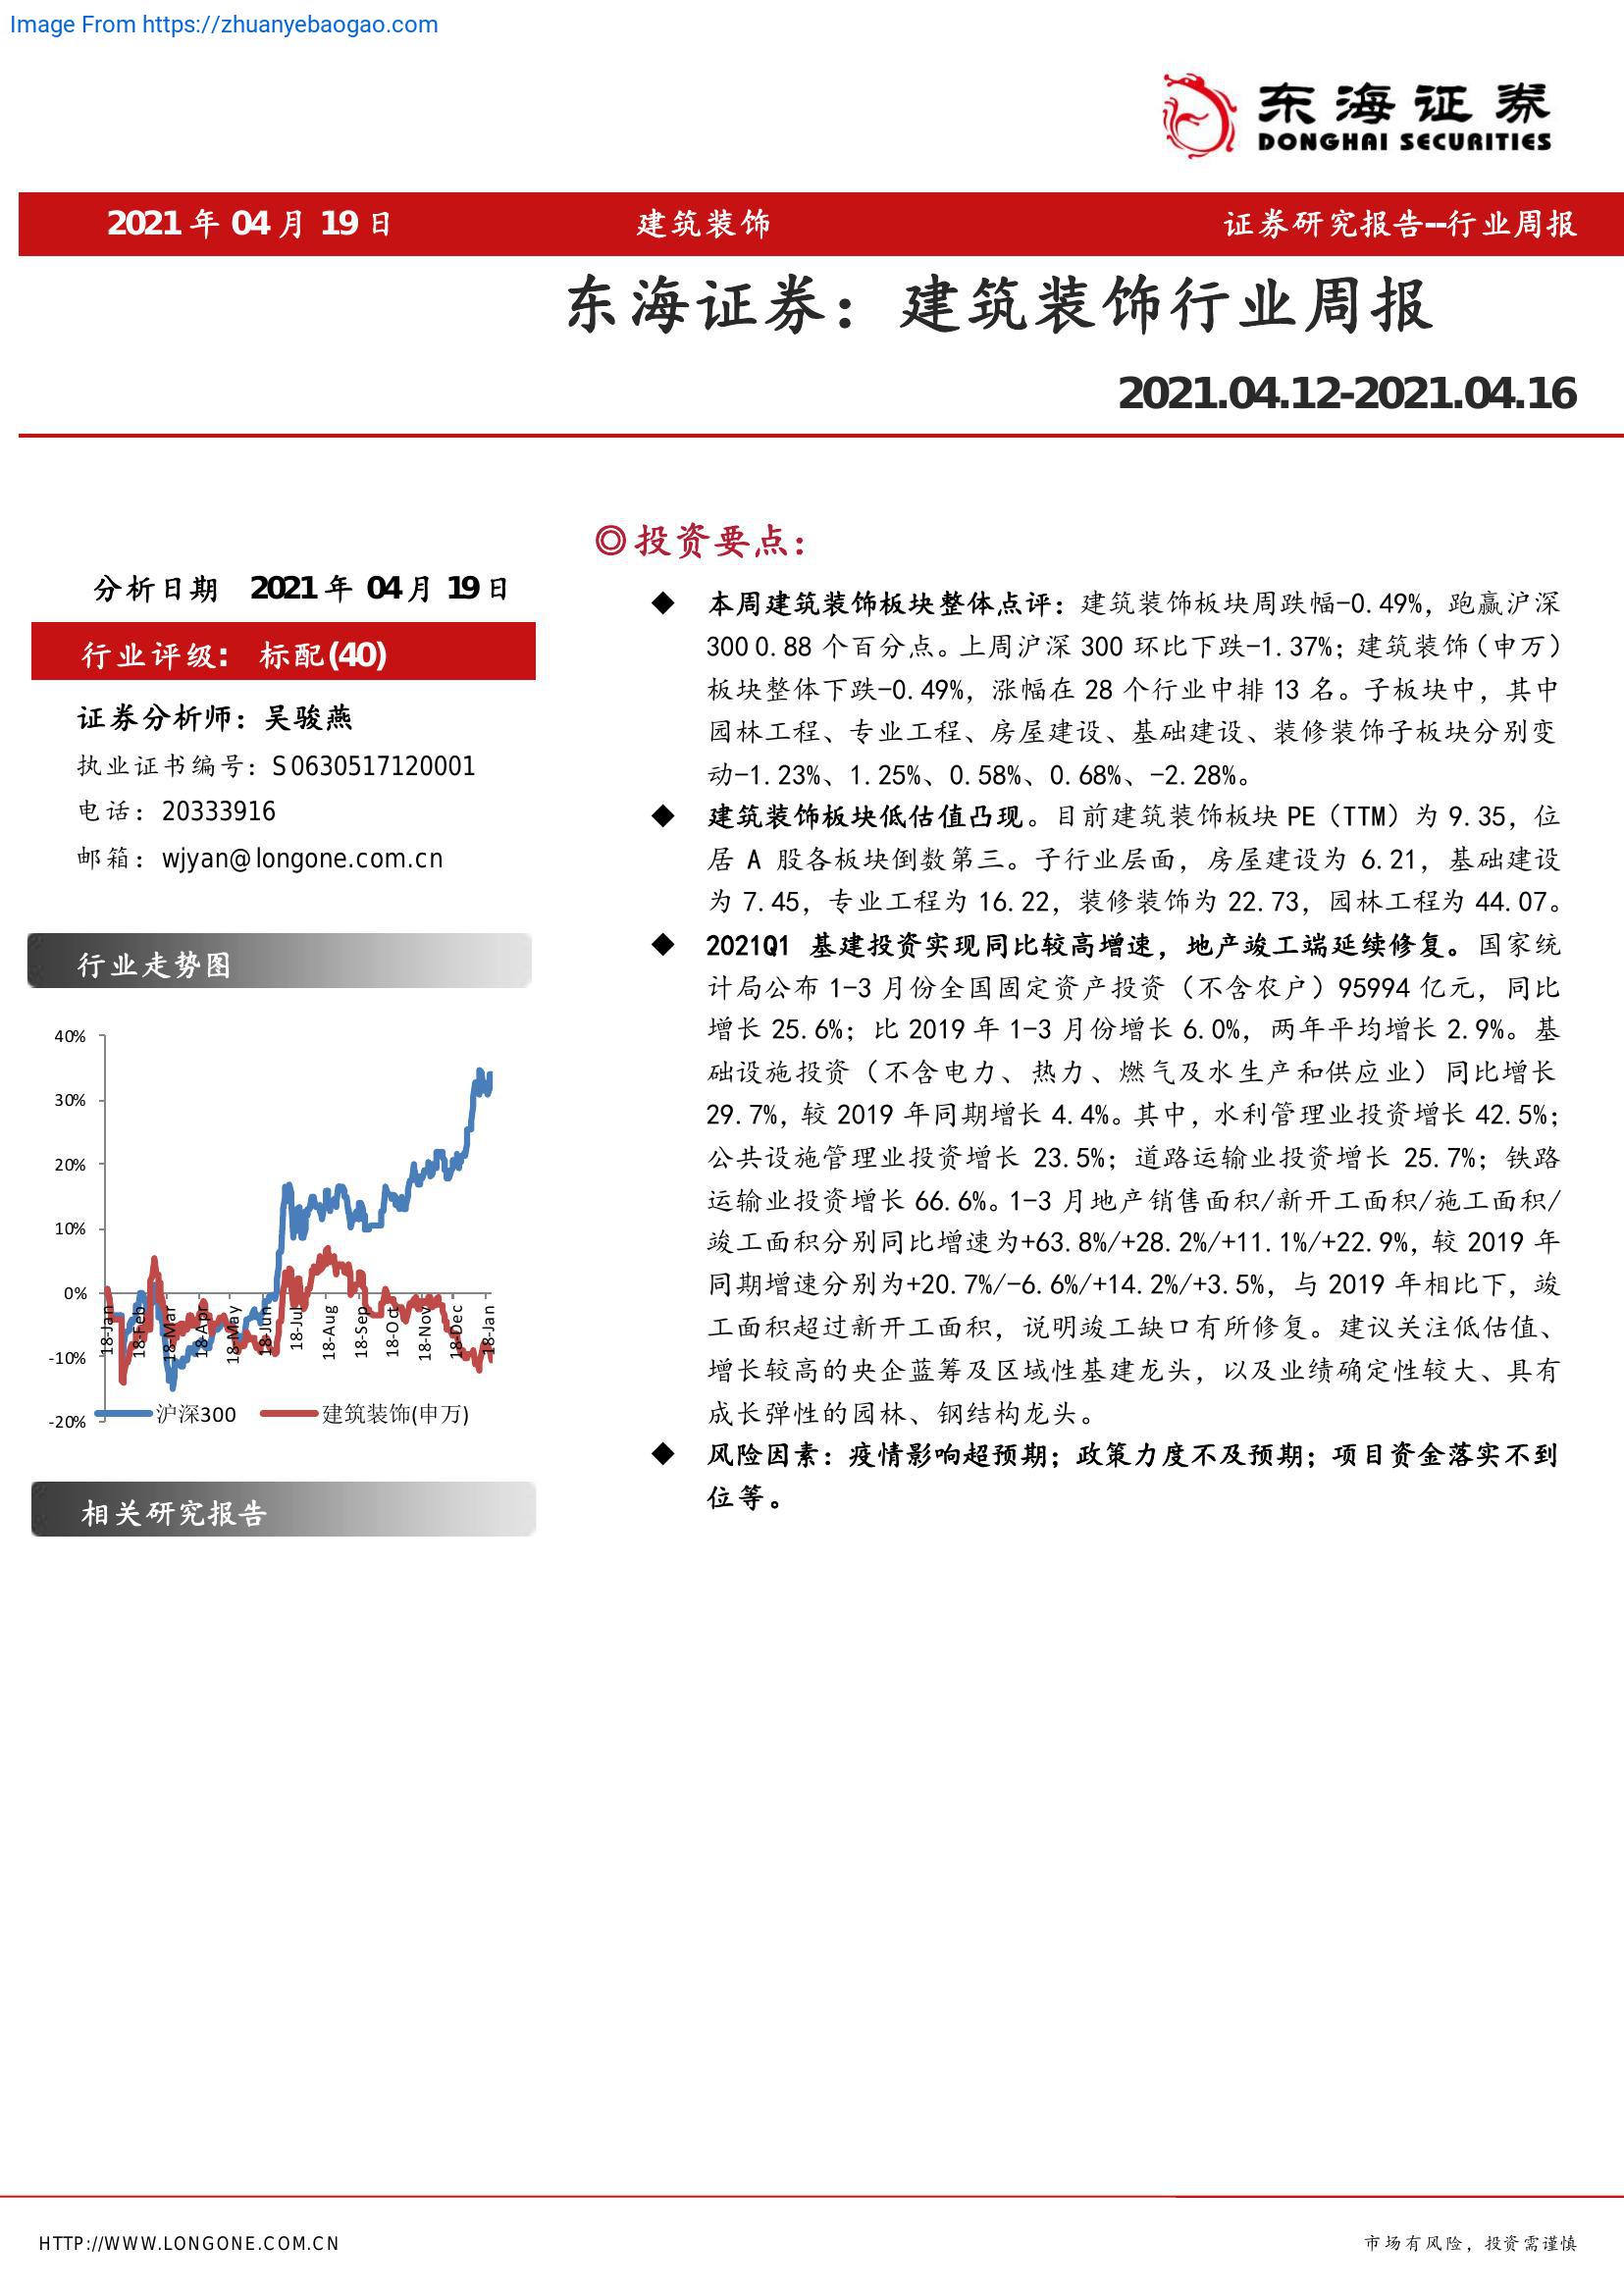 Image From https://zhuanyebaogao.com
东海证券
DONGHAI SECURITIES
2021年04月19日 建筑装饰 证券研究报告--行业周报
东海证券：建筑装饰行业周报
2021.04.12-2021.04.16
分析日期 2021年04月19日
行业评级： 标配(40)
证券分析师：吴骏燕
执业证书编号：S0630517120001
电话：20333916
邮箱：wjyan@longone.com.cn
行业走势图
40%
30%
20%
10%
0%
-10%
-20%
18-Jan
18-Feb
18-Mar
18-Apr
18-May
18-Jun
18-Jul
18-Aug
18-Sep
18-Oct
18-Nov
18-Dec
18-Jan
沪深300 建筑装饰(申万)
相关研究报告
◎投资要点：
◆ 本周建筑装饰板块整体点评：建筑装饰板块周跌幅-0.49%，跑赢沪深
300 0.88 个百分点。上周沪深 300 环比下跌-1.37%；建筑装饰（申万）
板块整体下跌-0.49%，涨幅在 28 个行业中排 13 名。子板块中，其中
园林工程、专业工程、房屋建设、基础建设、装修装饰子板块分别变
动-1.23%、1.25%、0.58%、0.68%、-2.28%。
◆ 建筑装饰板块低估值凸现。目前建筑装饰板块 PE（TTM）为 9.35，位
居 A 股各板块倒数第三。子行业层面，房屋建设为 6.21，基础建设
为 7.45，专业工程为 16.22，装修装饰为 22.73，园林工程为 44.07。
◆ 2021Q1 基建投资实现同比较高增速，地产竣工端延续修复。国家统
计局公布 1-3 月份全国固定资产投资（不含农户）95994 亿元，同比
增长 25.6%；比 2019 年 1-3 月份增长 6.0%，两年平均增长 2.9%。基
础设施投资（不含电力、热力、燃气及水生产和供应业）同比增长
29.7%，较 2019 年同期增长 4.4%。其中，水利管理业投资增长 42.5%；
公共设施管理业投资增长 23.5%；道路运输业投资增长 25.7%；铁路
运输业投资增长 66.6%。1-3 月地产销售面积/新开工面积/施工面积/
竣工面积分别同比增速为+63.8%/+28.2%/+11.1%/+22.9%，较 2019 年
同期增速分别为+20.7%/-6.6%/+14.2%/+3.5%，与 2019 年相比下，竣
工面积超过新开工面积，说明竣工缺口有所修复。建议关注低估值、
增长较高的央企蓝筹及区域性基建龙头，以及业绩确定性较大、具有
成长弹性的园林、钢结构龙头。
◆ 风险因素：疫情影响超预期；政策力度不及预期；项目资金落实不到
位等。
HTTP://WWW.LONGONE.COM.CN 市场有风险，投资需谨慎